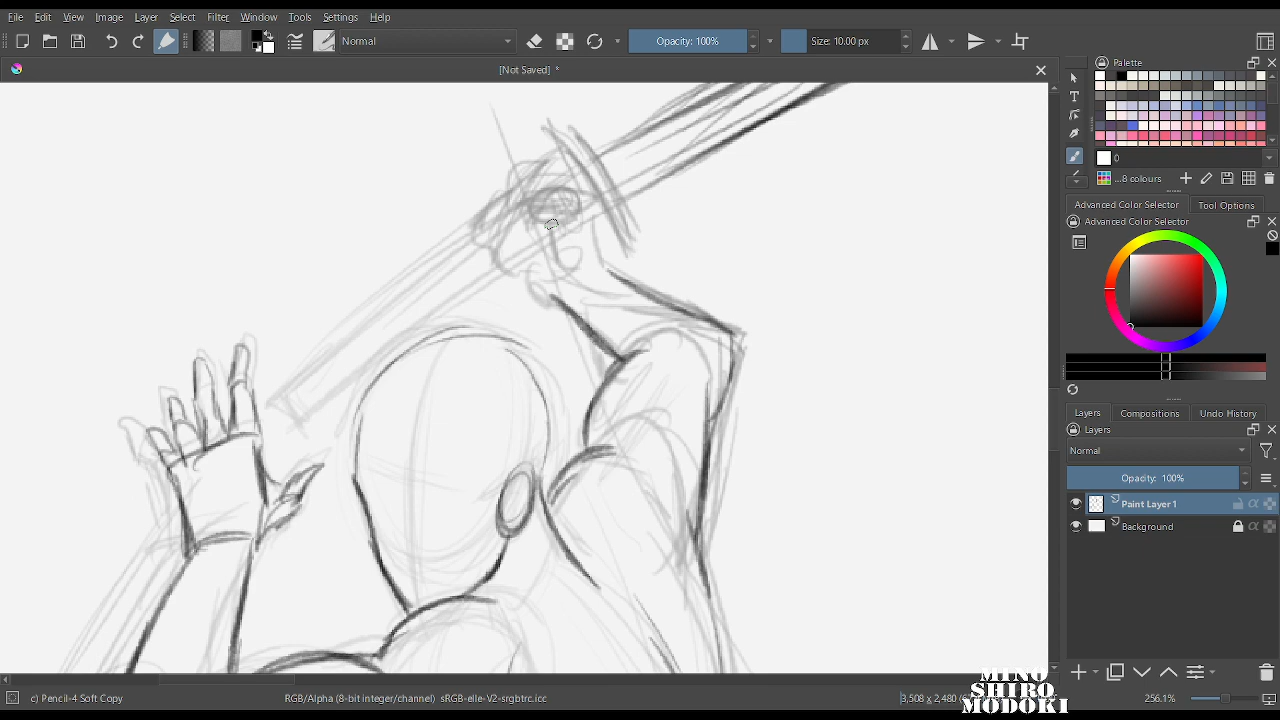 File Edit View Image Layer Select Filter Window Tools Settings Help
Normal
Opacity: 100%
Size: 10.00 px
[Not Saved] *
Palette
0
...8 colours
Advanced Color Selector Tool Options
Advanced Color Selector
Layers Compositions Undo History
Layers
Normal
Opacity: 100%
Paint Layer 1
Background
c) Pencil-4 Soft Copy
RGB/Alpha (8-bit integer/channel) sRGB-elle-V2-srgbtrc.icc
3,508 x 2,480
256.1%
MINO
SHIRO
MODOKI